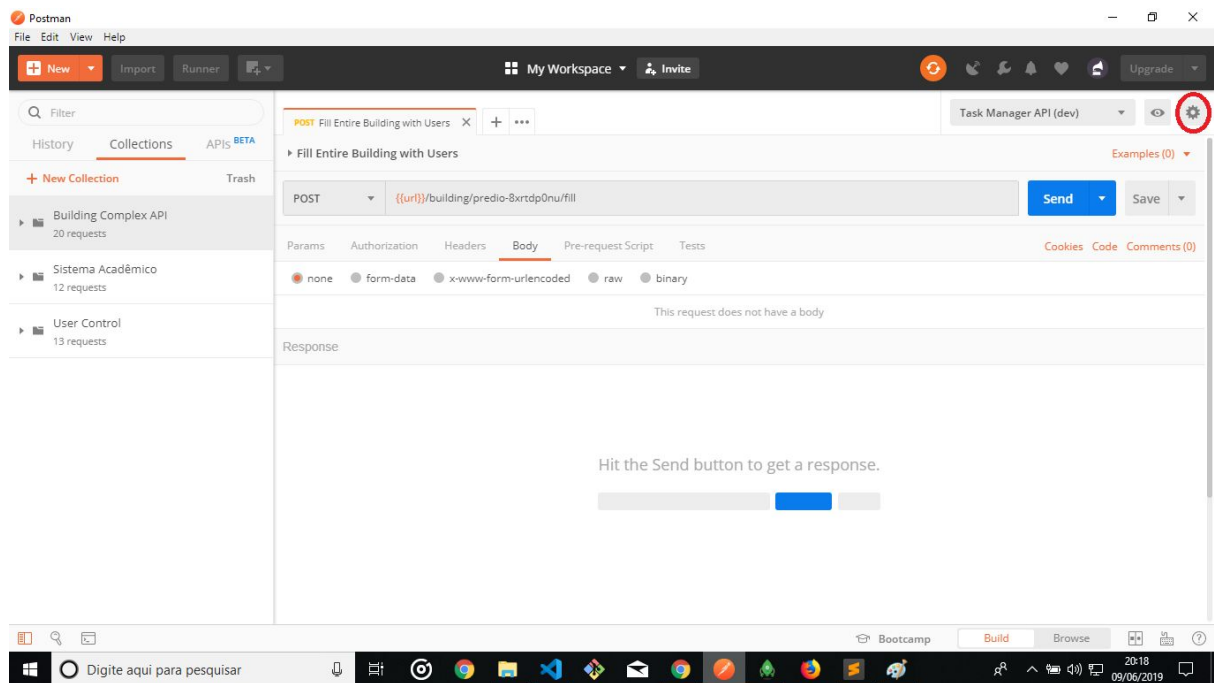 Postman
File Edit View Help
New Import Runner My Workspace Invite Upgrade
Filter
History Collections APIs BETA
+ New Collection Trash
Building Complex API
20 requests
Sistema Acadêmico
12 requests
User Control
13 requests
POST Fill Entire Building with Users X + •••
Task Manager API (dev)
Fill Entire Building with Users
Examples (0)
POST {{url}}/building/predio-8xrtdp0nu/fill
Send Save
Params Authorization Headers Body Pre-request Script Tests
Cookies Code Comments (0)
none form-data x-www-form-urlencoded raw binary
This request does not have a body
Response
Hit the Send button to get a response.
Bootcamp Build Browse
Digite aqui para pesquisar
20:18
09/06/2019